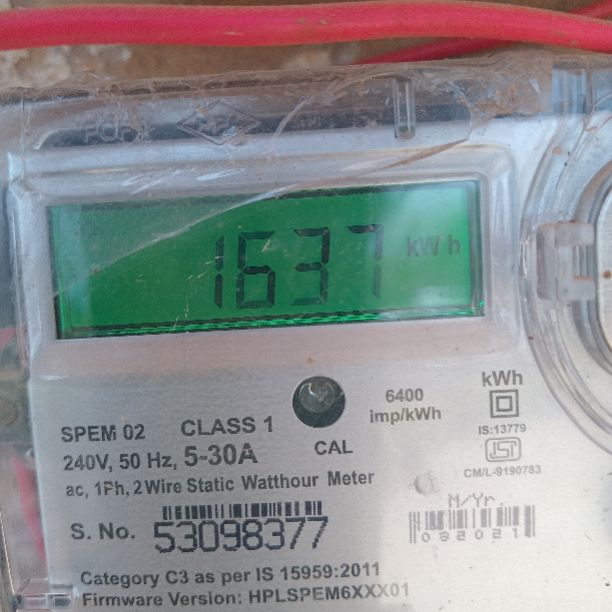 1637 kWh
6400
imp/kWh
kWh
IS:13779
CM/L-9190783
SPEM 02 CLASS 1
240V, 50 Hz, 5-30A
CAL
ac, 1Ph, 2 Wire Static Watthour Meter
S. No. 53098377
M/Yr.
082021
Category C3 as per IS 15959:2011
Firmware Version: HPLSPEM6XXX01